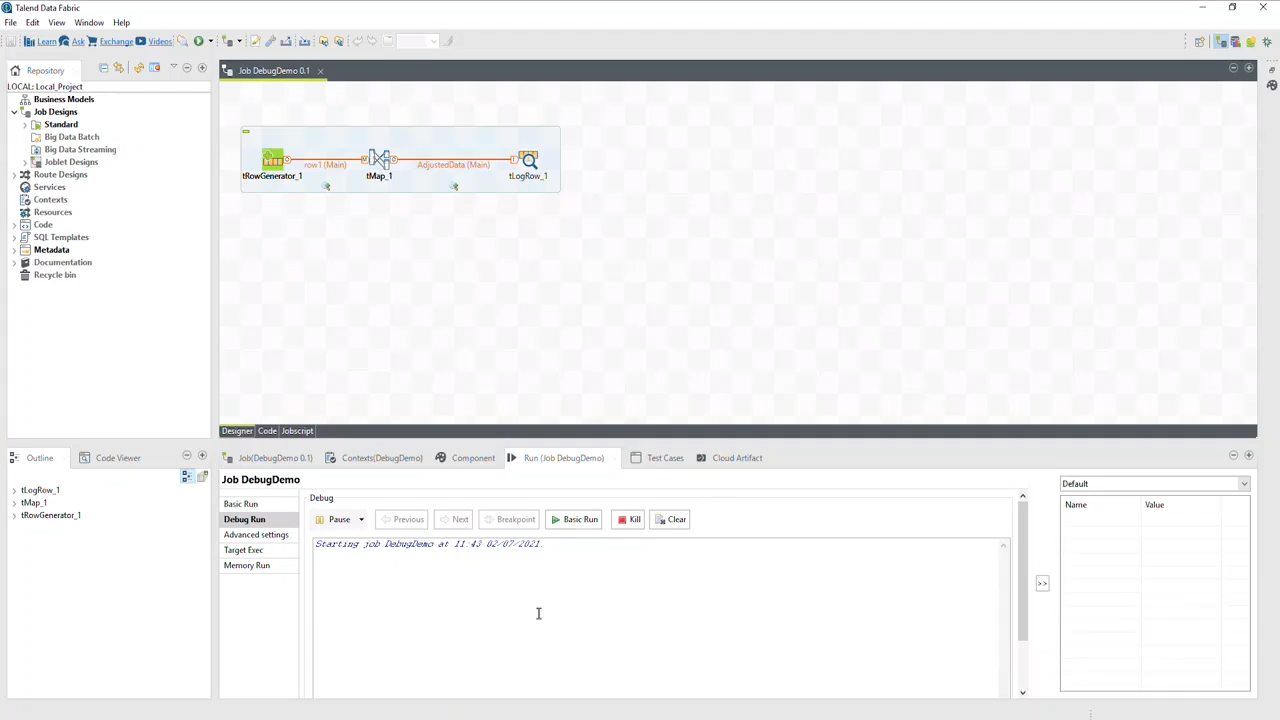 Talend Data Fabric
File Edit View Window Help
Learn Ask Exchange Videos
Repository
LOCAL: Local_Project
Business Models
Job Designs
Standard
Big Data Batch
Big Data Streaming
Joblet Designs
Route Designs
Services
Contexts
Resources
Code
SQL Templates
Metadata
Documentation
Recycle bin
Job DebugDemo 0.1
row1 (Main)
AdjustedData (Main)
tRowGenerator_1
tMap_1
tLogRow_1
Designer Code Jobscript
Outline
Code Viewer
tLogRow_1
tMap_1
tRowGenerator_1
Job(DebugDemo 0.1) Contexts(DebugDemo) Component Run (Job DebugDemo) Test Cases Cloud Artifact
Job DebugDemo
Basic Run
Debug Run
Advanced settings
Target Exec
Memory Run
Debug
Pause Previous Next Breakpoint Basic Run Kill Clear
Starting job DebugDemo at 11:43 02/07/2021.
>>
Default
Name Value